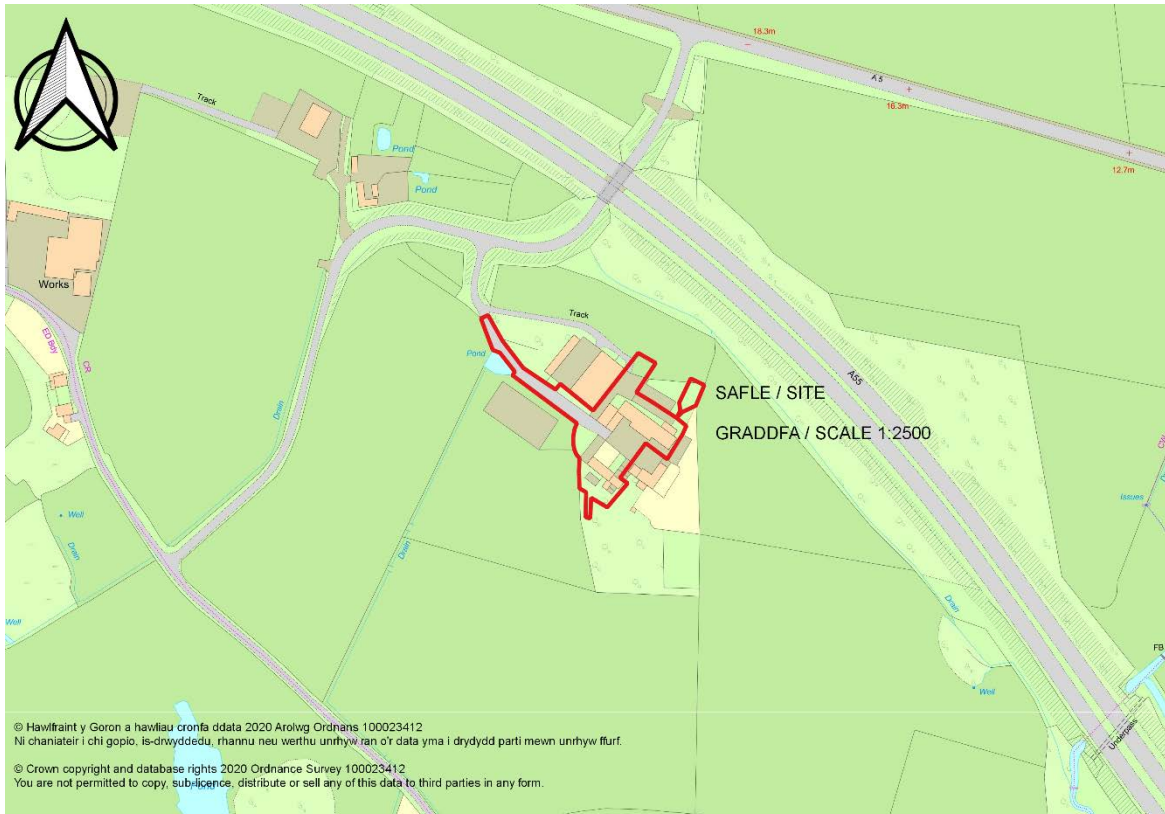 18.3m
A 5
16.3m
12.7m
Track
Pond
Pond
Works
ED Bdy
CR
Track
Pond
A55
SAFLE / SITE
GRADDFA / SCALE 1:2500
Drain
Issues
Well
Drain
Drain
Well
Drain
Well
FB
Underpass
© Hawlfraint y Goron a hawliau cronfa ddata 2020 Arolwg Ordnans 100023412
Ni chaniateir i chi gopio, is-drwyddedu, rhannu neu werthu unrhyw ran o'r data yma i drydydd parti mewn unrhyw ffurf.
© Crown copyright and database rights 2020 Ordnance Survey 100023412
You are not permitted to copy, sub-licence, distribute or sell any of this data to third parties in any form.